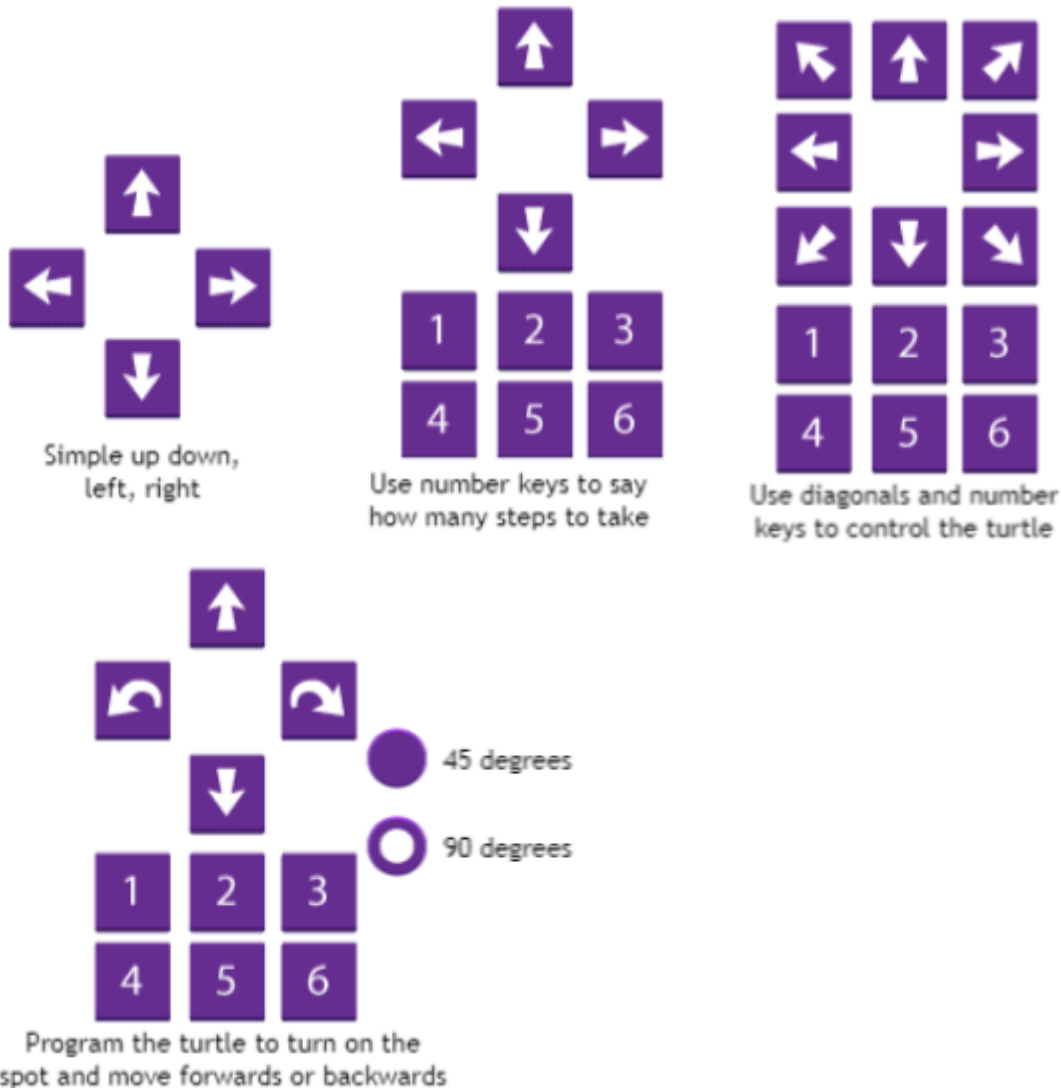 Simple up down,
left, right
1 2 3
4 5 6
Use number keys to say
how many steps to take
1 2 3
4 5 6
Use diagonals and number
keys to control the turtle
45 degrees
90 degrees
1 2 3
4 5 6
Program the turtle to turn on the
spot and move forwards or backwards